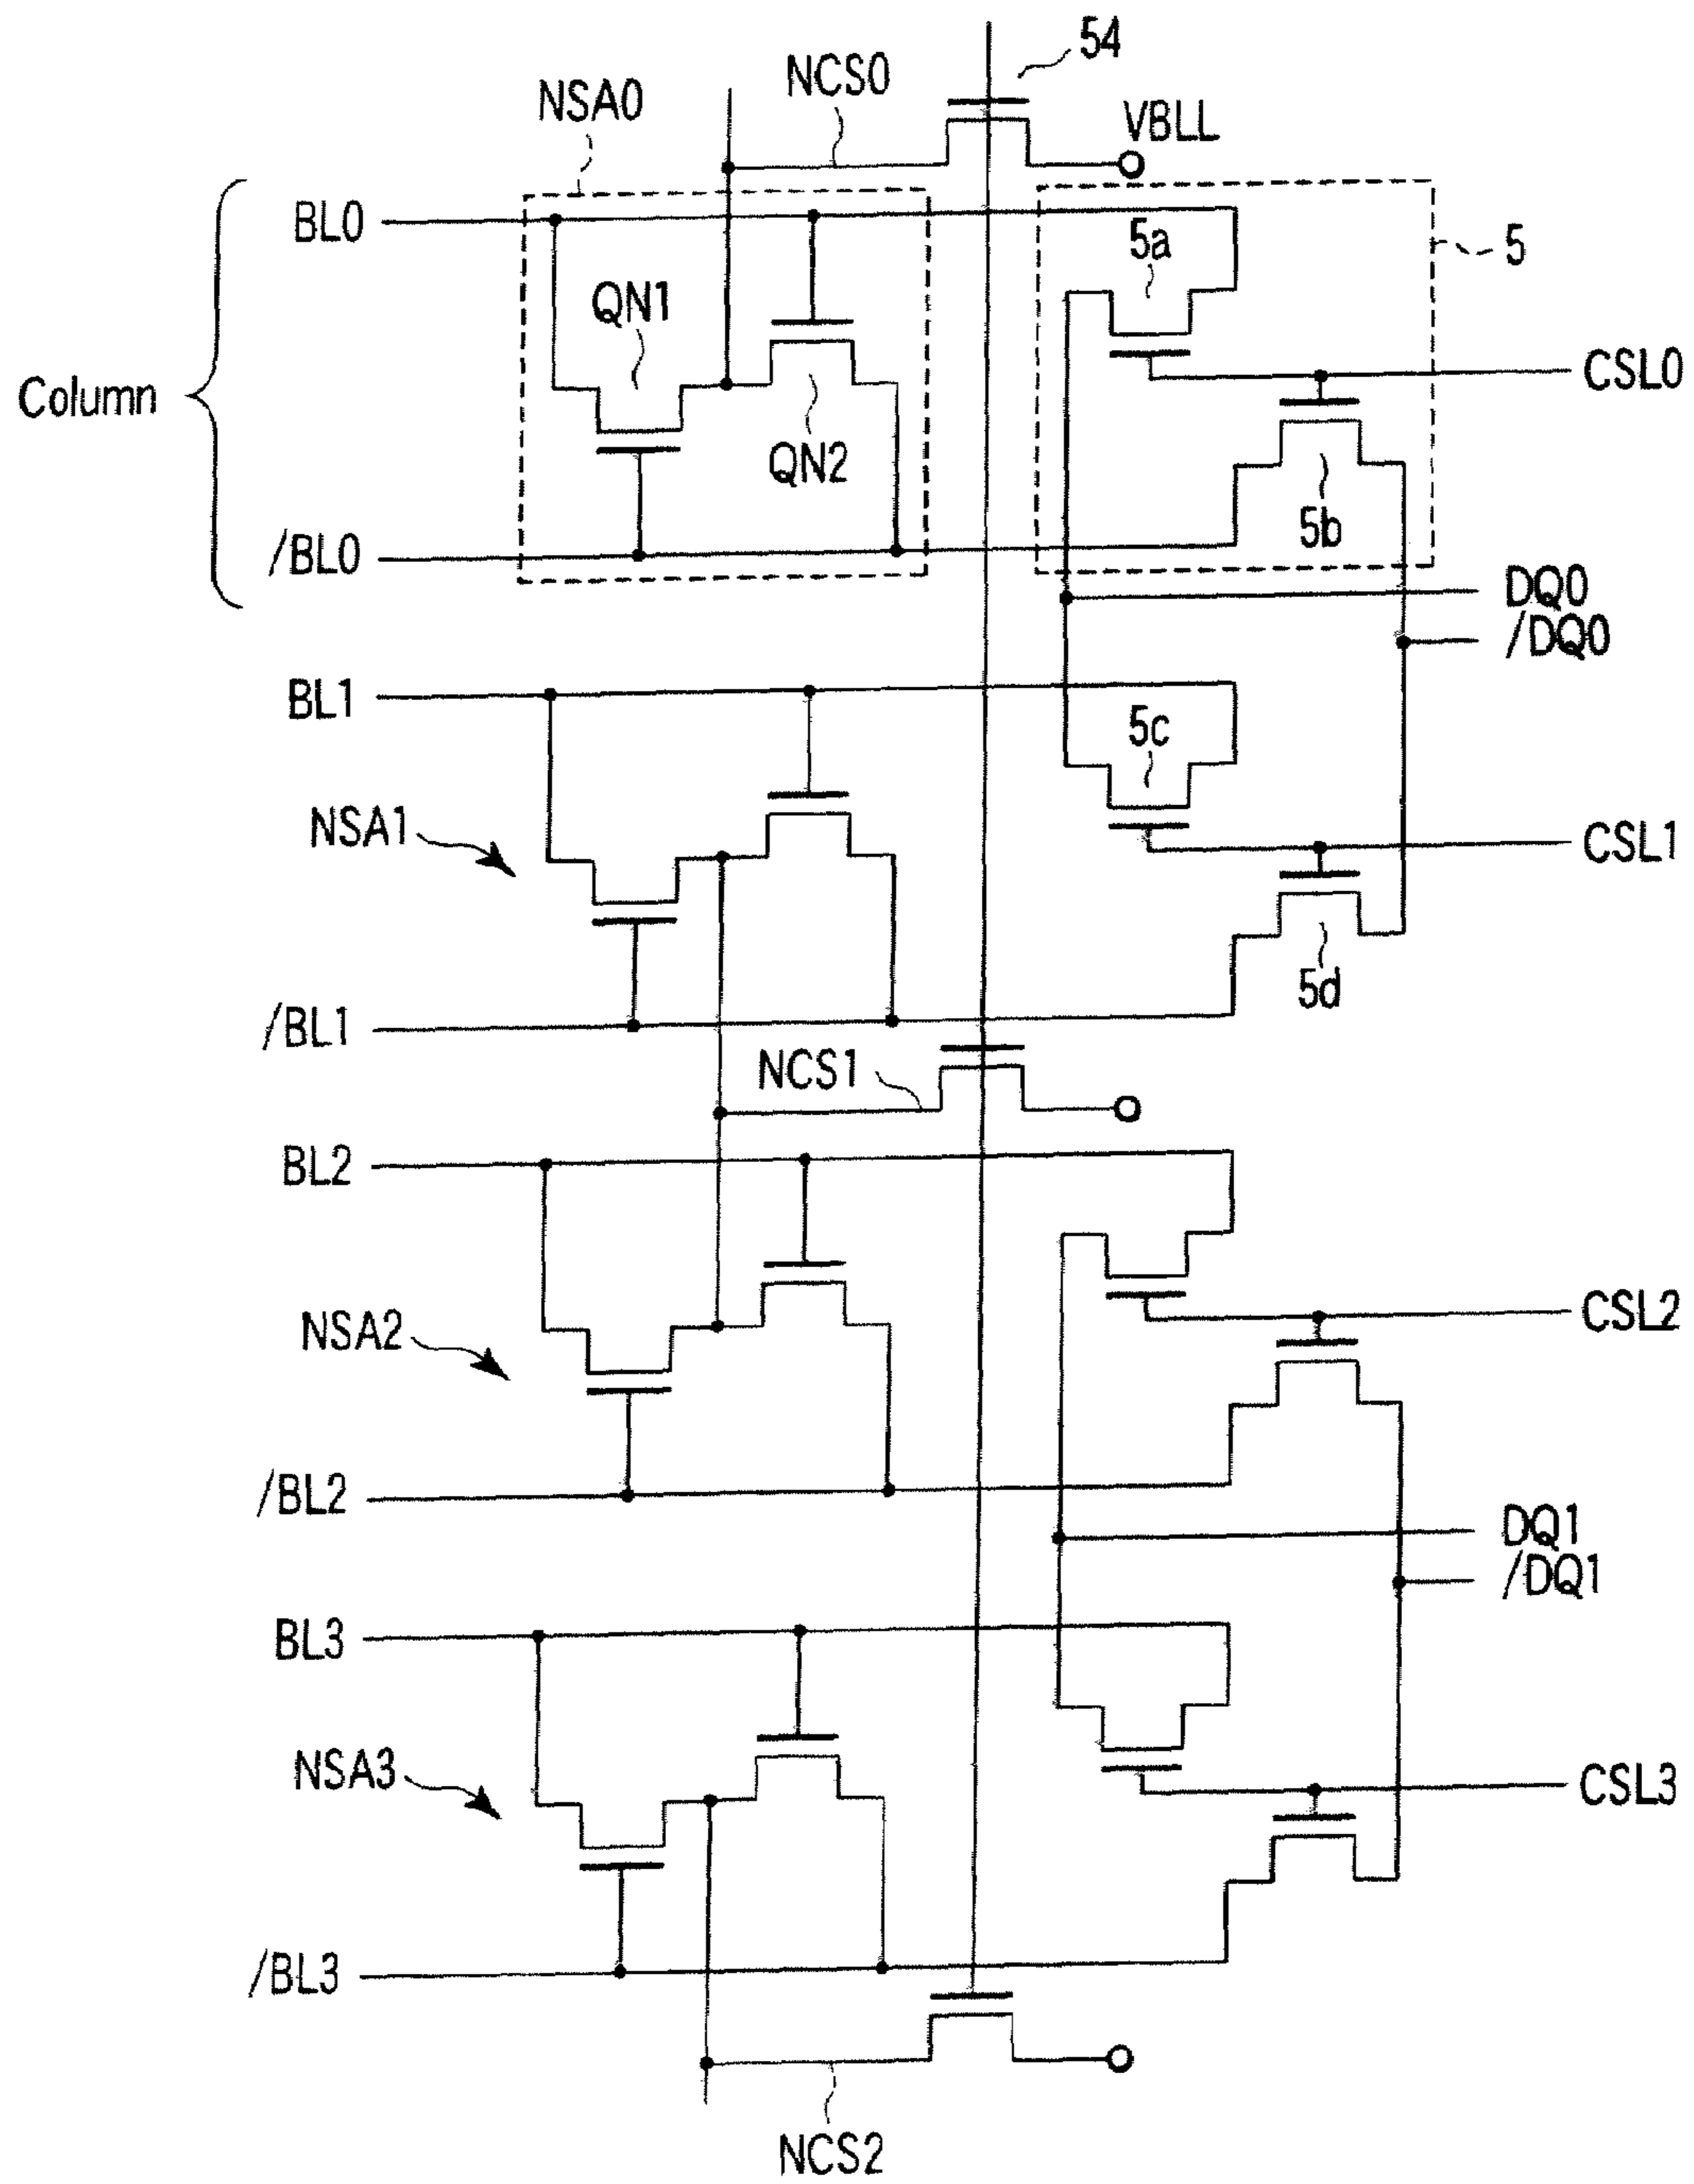 54
NCS0
NSA0
VBLL
BL0
5a
5
QN1
CSL0
Column
QN2
5b
/BL0
DQ0
/DQ0
BL1
5c
NSA1
CSL1
5d
/BL1
NCS1
BL2
CSL2
NSA2
/BL2
DQ1
/DQ1
BL3
NSA3
CSL3
/BL3
NCS2